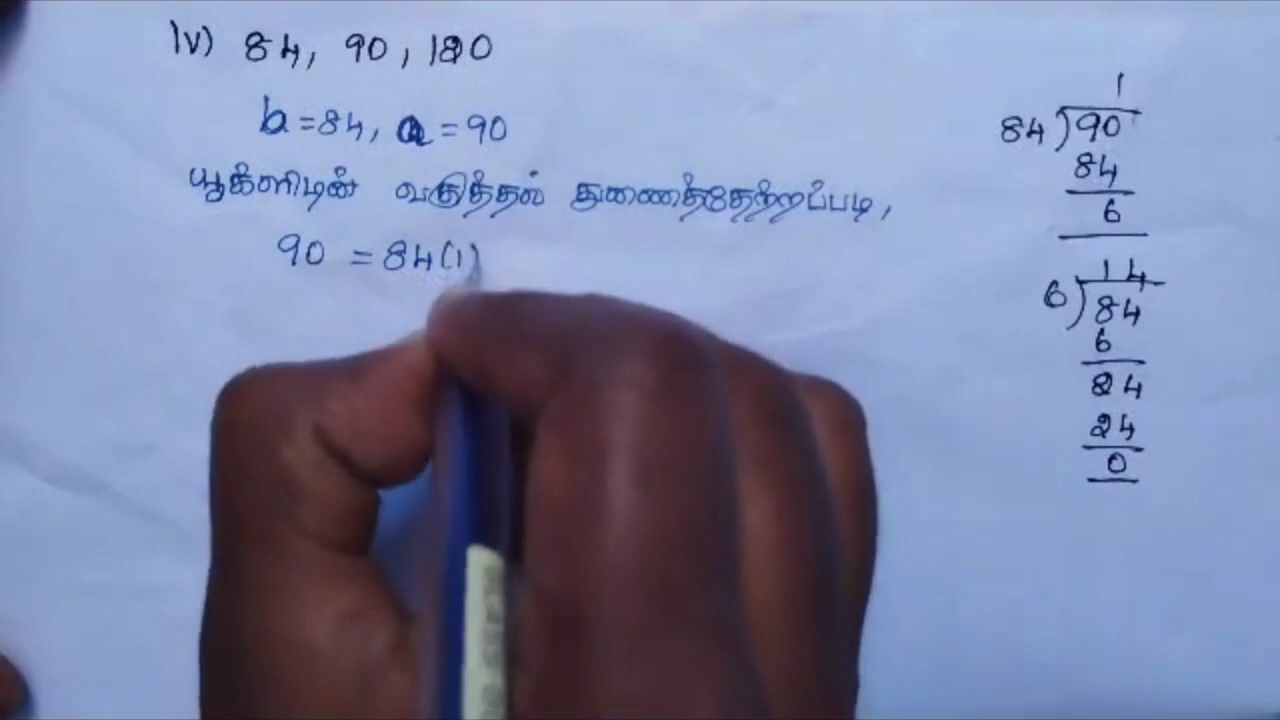 iv) 84, 90, 120
b = 84, a = 90
யூக்ளிடின் வகுத்தல் துணைத்தேற்றப்படி,
90 = 84(1)
1
84)90
84
6
14
6)84
6
24
24
0